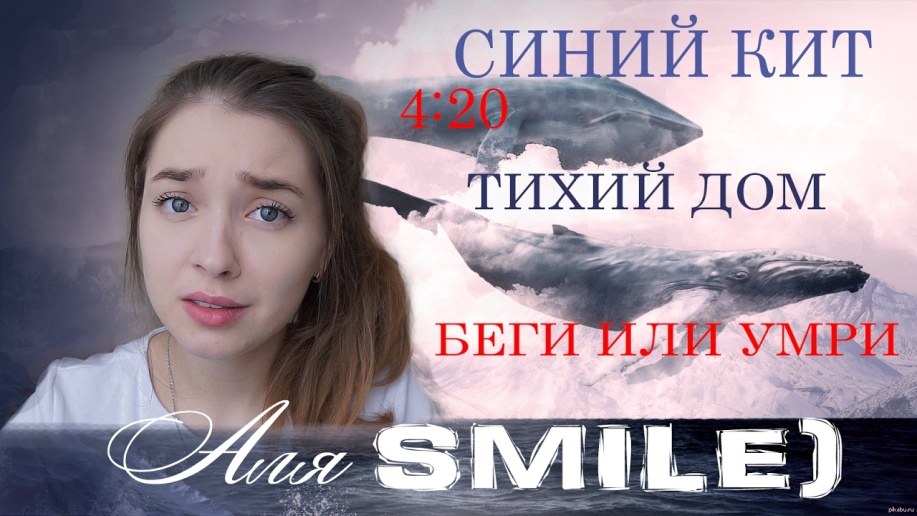 СИНИЙ КИТ
4:20
ТИХИЙ ДОМ
БЕГИ ИЛИ УМРИ
Аля SMILE)
pikabu.ru